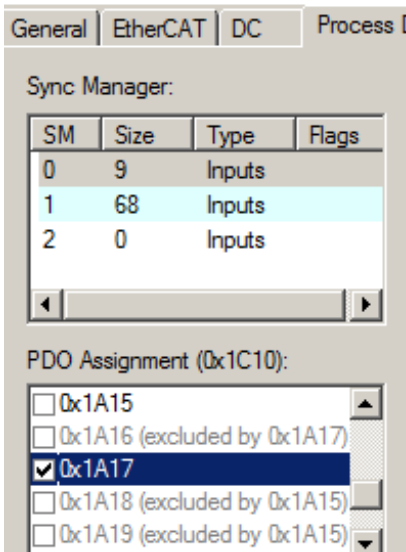 General EtherCAT DC Process
Sync Manager:
SM Size Type Flags
0 9 Inputs
1 68 Inputs
2 0 Inputs
PDO Assignment (0x1C10):
0x1A15
0x1A16 (excluded by 0x1A17)
0x1A17
0x1A18 (excluded by 0x1A15)
0x1A19 (excluded by 0x1A15)